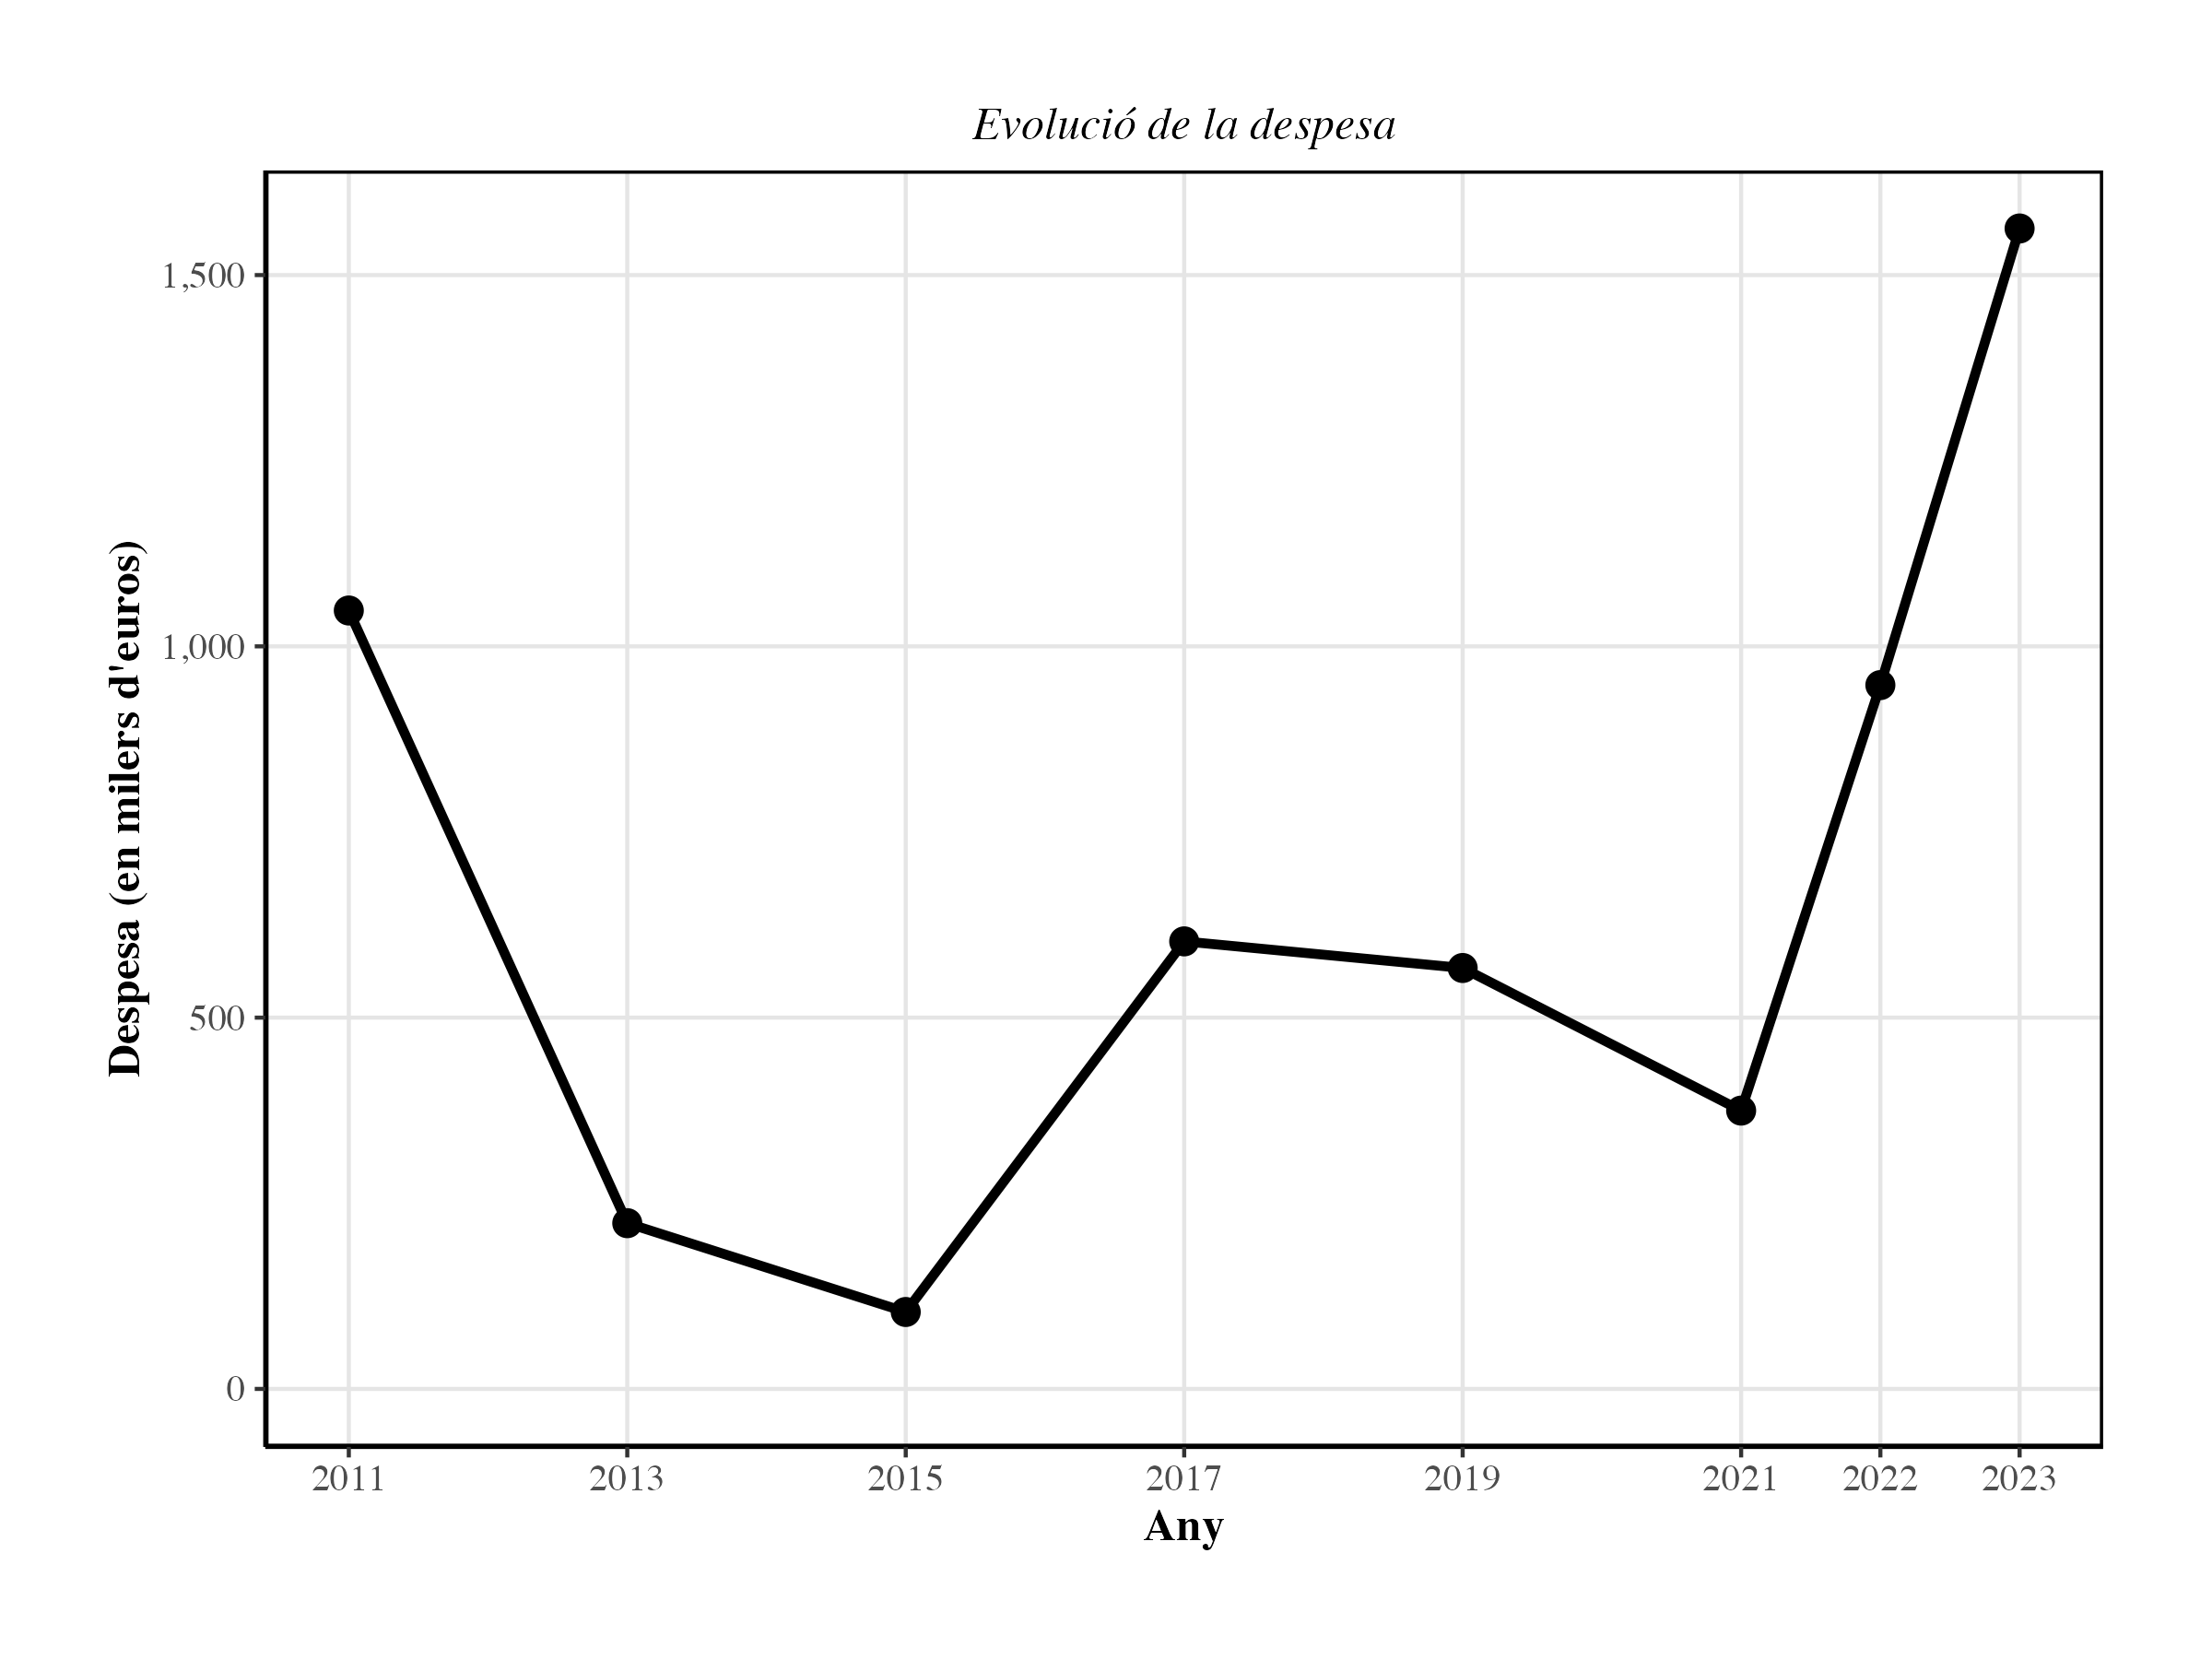 Evolució de la despesa
Despesa (en milers d'euros)
1,500
1,000
500
0
2011 2013 2015 2017 2019 2021 2022 2023
Any